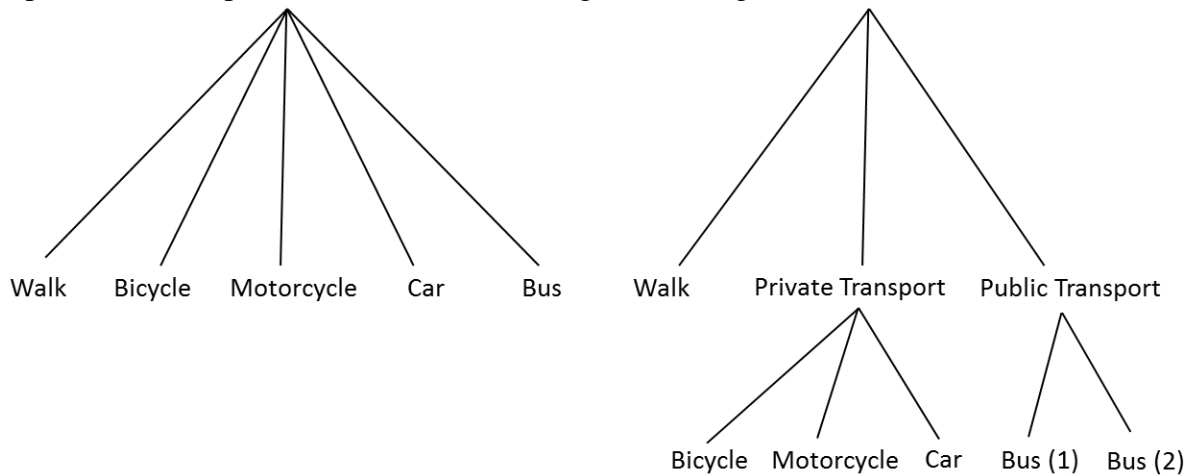 Walk Bicycle Motorcycle Car Bus
Walk Private Transport Public Transport
Bicycle Motorcycle Car Bus (1) Bus (2)